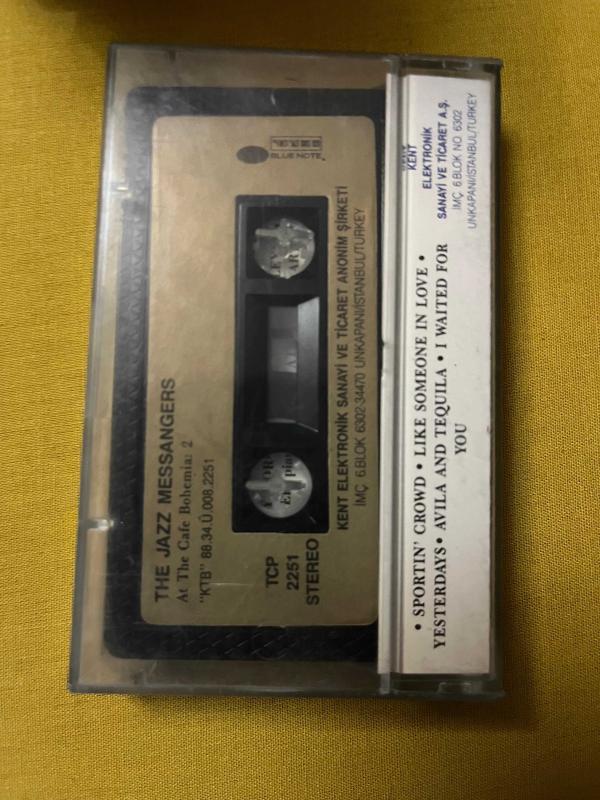 THE JAZZ MESSANGERS
At The Cafe Bohemia: 2
"KTB" 88.34.Ü.008.2251
BLUE NOTE
TCP
2251
STEREO
KENT ELEKTRONİK SANAYİ VE TİCARET ANONİM ŞİRKETİ
İMÇ 6.BLOK 6302-34470 UNKAPANI/İSTANBUL/TURKEY
• SPORTIN' CROWD • LIKE SOMEONE IN LOVE •
YESTERDAYS • AVILA AND TEQUILA • I WAITED FOR
YOU
KENT
ELEKTRONİK
SANAYİ VE TİCARET A.Ş.
İMÇ 6.BLOK NO 6302
UNKAPANI/İSTANBUL/TURKEY